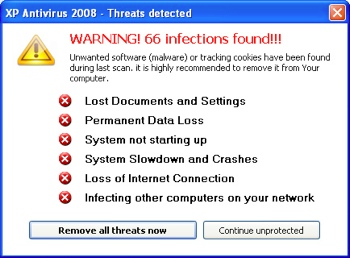 XP Antivirus 2008 - Threats detected
WARNING! 66 infections found!!!
Unwanted software (malware) or tracking cookies have been found
during last scan. it is highly recommended to remove it from Your
computer.
Lost Documents and Settings
Permanent Data Loss
System not starting up
System Slowdown and Crashes
Loss of Internet Connection
Infecting other computers on your network
Remove all threats now
Continue unprotected